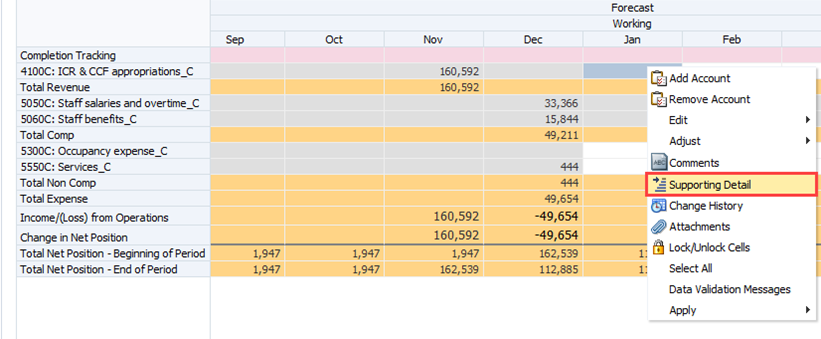 Forecast
Working
Sep Oct Nov Dec Jan Feb
Completion Tracking
4100C: ICR & CCF appropriations_C 160,592
Total Revenue 160,592
5050C: Staff salaries and overtime_C 33,366
5060C: Staff benefits_C 15,844
Total Comp 49,211
5300C: Occupancy expense_C
5550C: Services_C 444
Total Non Comp 444
Total Expense 49,654
Income/(Loss) from Operations 160,592 -49,654
Change in Net Position 160,592 -49,654
Total Net Position - Beginning of Period 1,947 1,947 1,947 162,539 11
Total Net Position - End of Period 1,947 1,947 162,539 112,885 11
Add Account
Remove Account
Edit
Adjust
ABC Comments
Supporting Detail
Change History
Attachments
Lock/Unlock Cells
Select All
Data Validation Messages
Apply